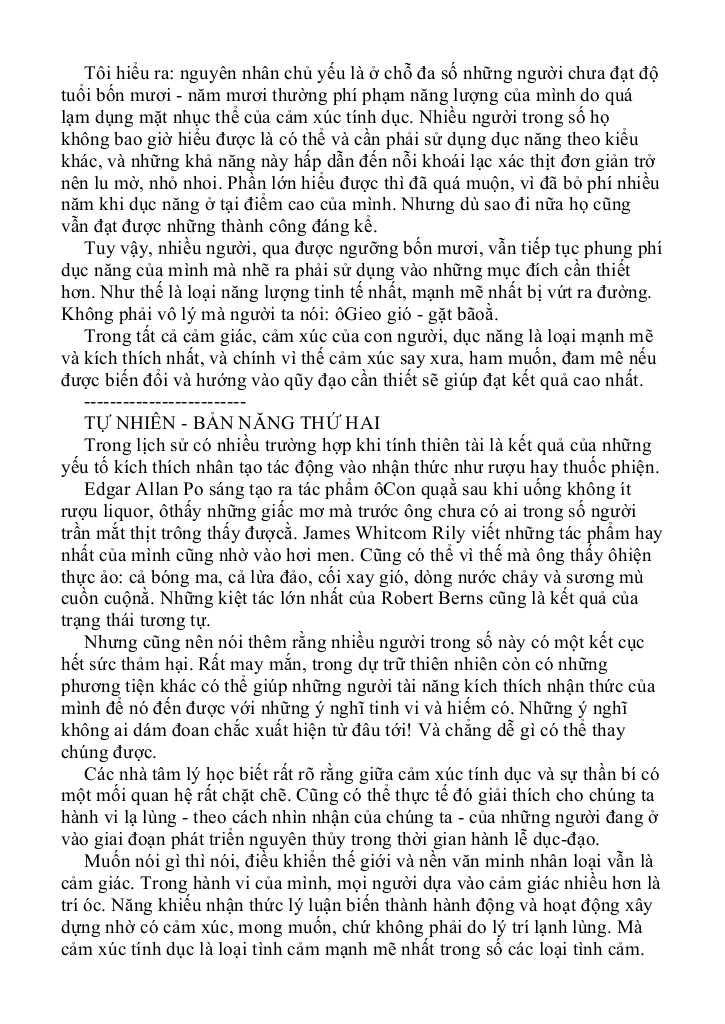 Tôi hiểu ra: nguyên nhân chủ yếu là ở chỗ đa số những người chưa đạt độ
tuổi bốn mươi - năm mươi thường phí phạm năng lượng của mình do quá
lạm dụng mặt nhục thể của cảm xúc tính dục. Nhiều người trong số họ
không bao giờ hiểu được là có thể và cần phải sử dụng dục năng theo kiểu
khác, và những khả năng này hấp dẫn đến nỗi khoái lạc xác thịt đơn giản trở
nên lu mờ, nhỏ nhoi. Phần lớn hiểu được thì đã quá muộn, vì đã bỏ phí nhiều
năm khi dục năng ở tại điểm cao của mình. Nhưng dù sao đi nữa họ cũng
vẫn đạt được những thành công đáng kể.
Tuy vậy, nhiều người, qua được ngưỡng bốn mươi, vẫn tiếp tục phung phí
dục năng của mình mà nhẽ ra phải sử dụng vào những mục đích cần thiết
hơn. Như thế là loại năng lượng tinh tế nhất, mạnh mẽ nhất bị vứt ra đường.
Không phải vô lý mà người ta nói: ôGieo gió - gặt bãoằ.
Trong tất cả cảm giác, cảm xúc của con người, dục năng là loại mạnh mẽ
và kích thích nhất, và chính vì thế cảm xúc say xưa, ham muốn, đam mê nếu
được biến đổi và hướng vào qũy đạo cần thiết sẽ giúp đạt kết quả cao nhất.
-------------------------
TỰ NHIÊN - BẢN NĂNG THỨ HAI
Trong lịch sử có nhiều trường hợp khi tính thiên tài là kết quả của những
yếu tố kích thích nhân tạo tác động vào nhận thức như rượu hay thuốc phiện.
Edgar Allan Po sáng tạo ra tác phẩm ôCon quạằ sau khi uống không ít
rượu liquor, ôthấy những giấc mơ mà trước ông chưa có ai trong số người
trần mắt thịt trông thấy đượcằ. James Whitcom Rily viết những tác phẩm hay
nhất của mình cũng nhờ vào hơi men. Cũng có thể vì thế mà ông thấy ôhiện
thực ảo: cả bóng ma, cả lừa đảo, cối xay gió, dòng nước chảy và sương mù
cuồn cuộnằ. Những kiệt tác lớn nhất của Robert Berns cũng là kết quả của
trạng thái tương tự.
Nhưng cũng nên nói thêm rằng nhiều người trong số này có một kết cục
hết sức thảm hại. Rất may mắn, trong dự trữ thiên nhiên còn có những
phương tiện khác có thể giúp những người tài năng kích thích nhận thức của
mình để nó đến được với những ý nghĩ tinh vi và hiếm có. Những ý nghĩ
không ai dám đoan chắc xuất hiện từ đâu tới! Và chẳng dễ gì có thể thay
chúng được.
Các nhà tâm lý học biết rất rõ rằng giữa cảm xúc tính dục và sự thần bí có
một mối quan hệ rất chặt chẽ. Cũng có thể thực tế đó giải thích cho chúng ta
hành vi lạ lùng - theo cách nhìn nhận của chúng ta - của những người đang ở
vào giai đoạn phát triển nguyên thủy trong thời gian hành lễ dục-đạo.
Muốn nói gì thì nói, điều khiển thế giới và nền văn minh nhân loại vẫn là
cảm giác. Trong hành vi của mình, mọi người dựa vào cảm giác nhiều hơn là
trí óc. Năng khiếu nhận thức lý luận biến thành hành động và hoạt động xây
dựng nhờ có cảm xúc, mong muốn, chứ không phải do lý trí lạnh lùng. Mà
cảm xúc tính dục là loại tình cảm mạnh mẽ nhất trong số các loại tình cảm.